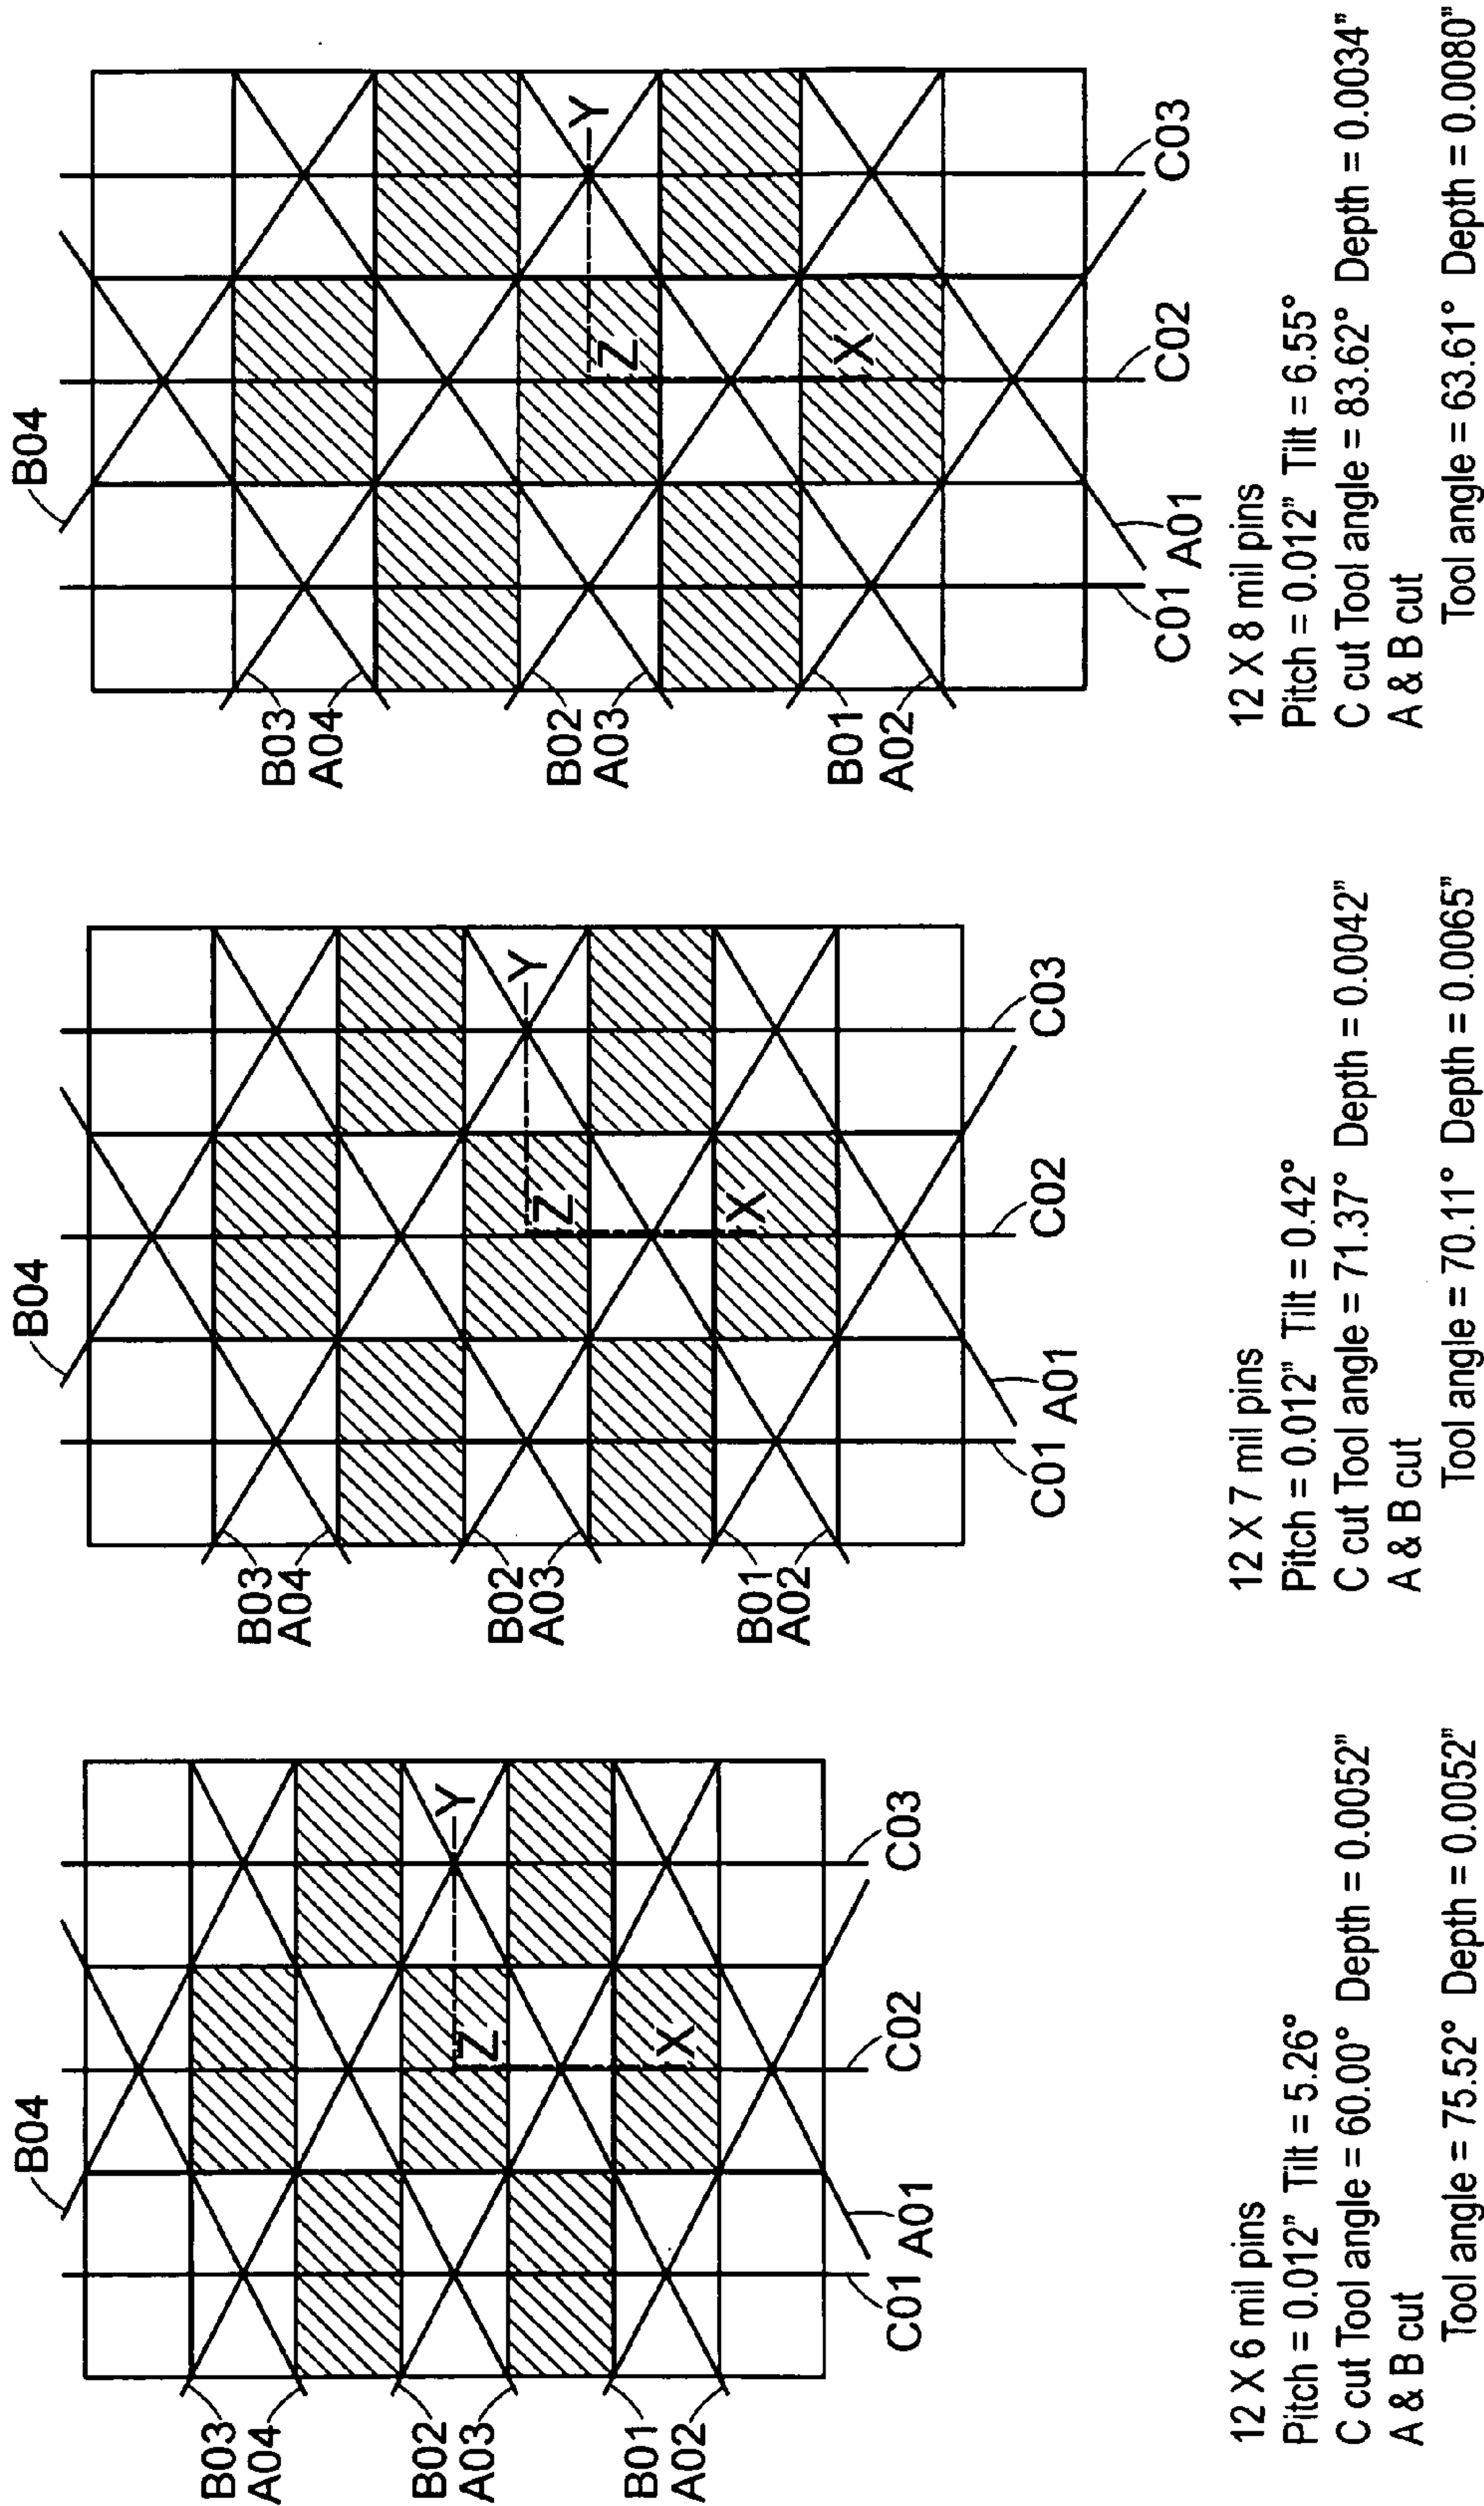 B04
B03
A04
B02
A03
B01
A02
C01
A01
C02
C03
Y
Z
X
12 X 6 mil pins
Pitch = 0.012" Tilt = 5.26°
C cut Tool angle = 60.00° Depth = 0.0052"
A & B cut
Tool angle = 75.52° Depth = 0.0052"
B04
B03
A04
B02
A03
B01
A02
C01
A01
C02
C03
Y
Z
X
12 X 7 mil pins
Pitch = 0.012" Tilt = 0.42°
C cut Tool angle = 71.37° Depth = 0.0042"
A & B cut
Tool angle = 70.11° Depth = 0.0065"
B04
B03
A04
B02
A03
B01
A02
C01
A01
C02
C03
Y
Z
X
12 X 8 mil pins
Pitch = 0.012" Tilt = 6.55°
C cut Tool angle = 83.62° Depth = 0.0034"
A & B cut
Tool angle = 63.61° Depth = 0.0080"